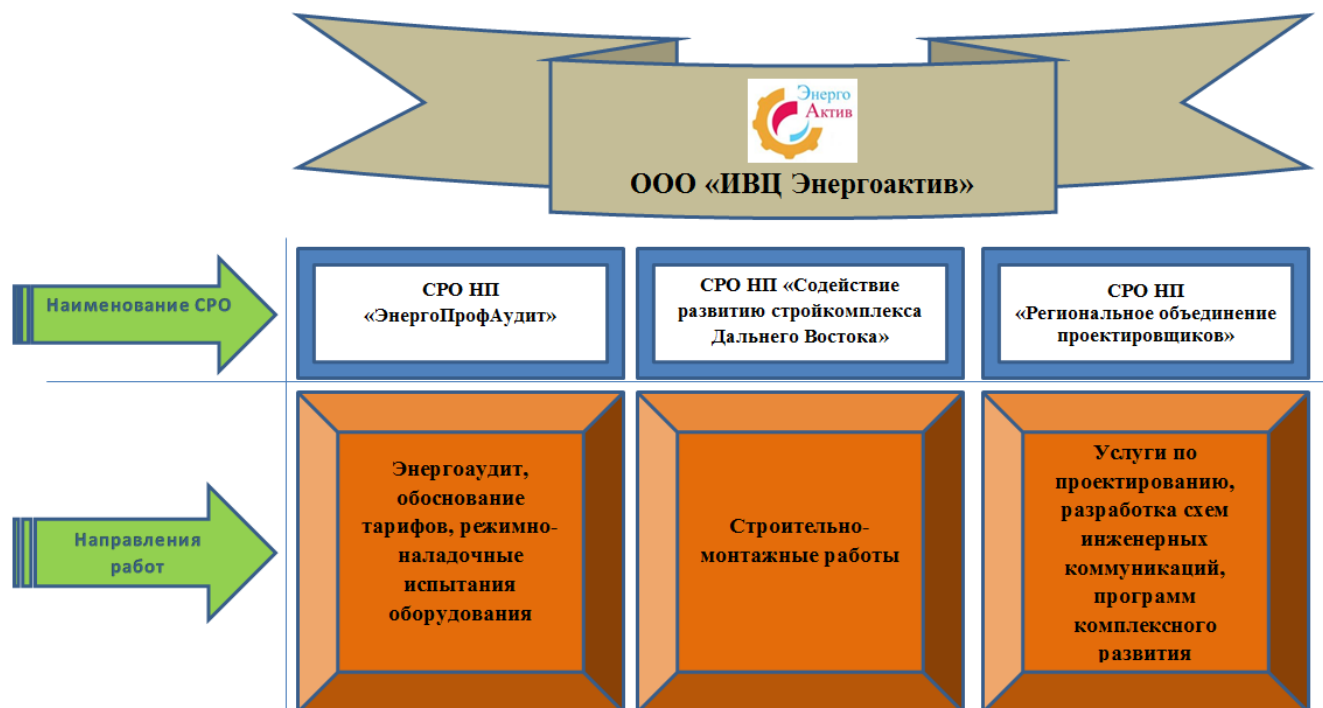 Энерго
Актив
ООО «ИВЦ Энергоактив»
Наименование СРО
СРО НП
«ЭнергоПрофАудит»
СРО НП «Содействие
развитию стройкомплекса
Дальнего Востока»
СРО НП
«Региональное объединение
проектировщиков»
Направления
работ
Энергоаудит,
обоснование
тарифов, режимно-
наладочные
испытания
оборудования
Строительно-
монтажные работы
Услуги по
проектированию,
разработка схем
инженерных
коммуникаций,
программ
комплексного
развития